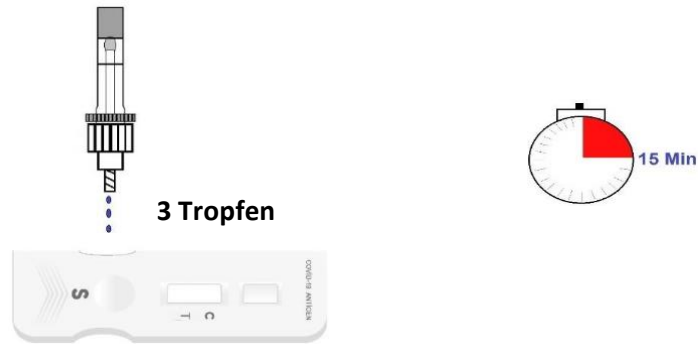 15 Min
3 Tropfen
S
C
T
COVID-19 ANTIGEN